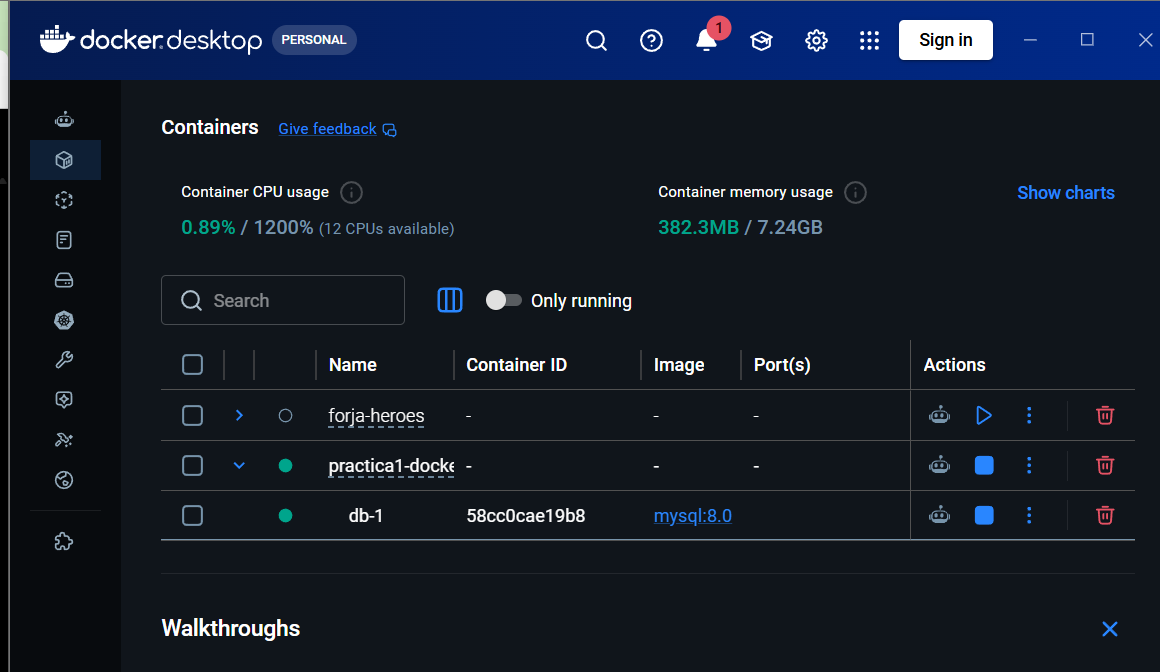 docker.desktop PERSONAL 1 Sign in
Containers Give feedback
Container CPU usage Container memory usage Show charts
0.89% / 1200% (12 CPUs available) 382.3MB / 7.24GB
Search Only running
Name Container ID Image Port(s) Actions
forja-heroes - - -
practica1-docke - - -
db-1 58cc0cae19b8 mysql:8.0
Walkthroughs